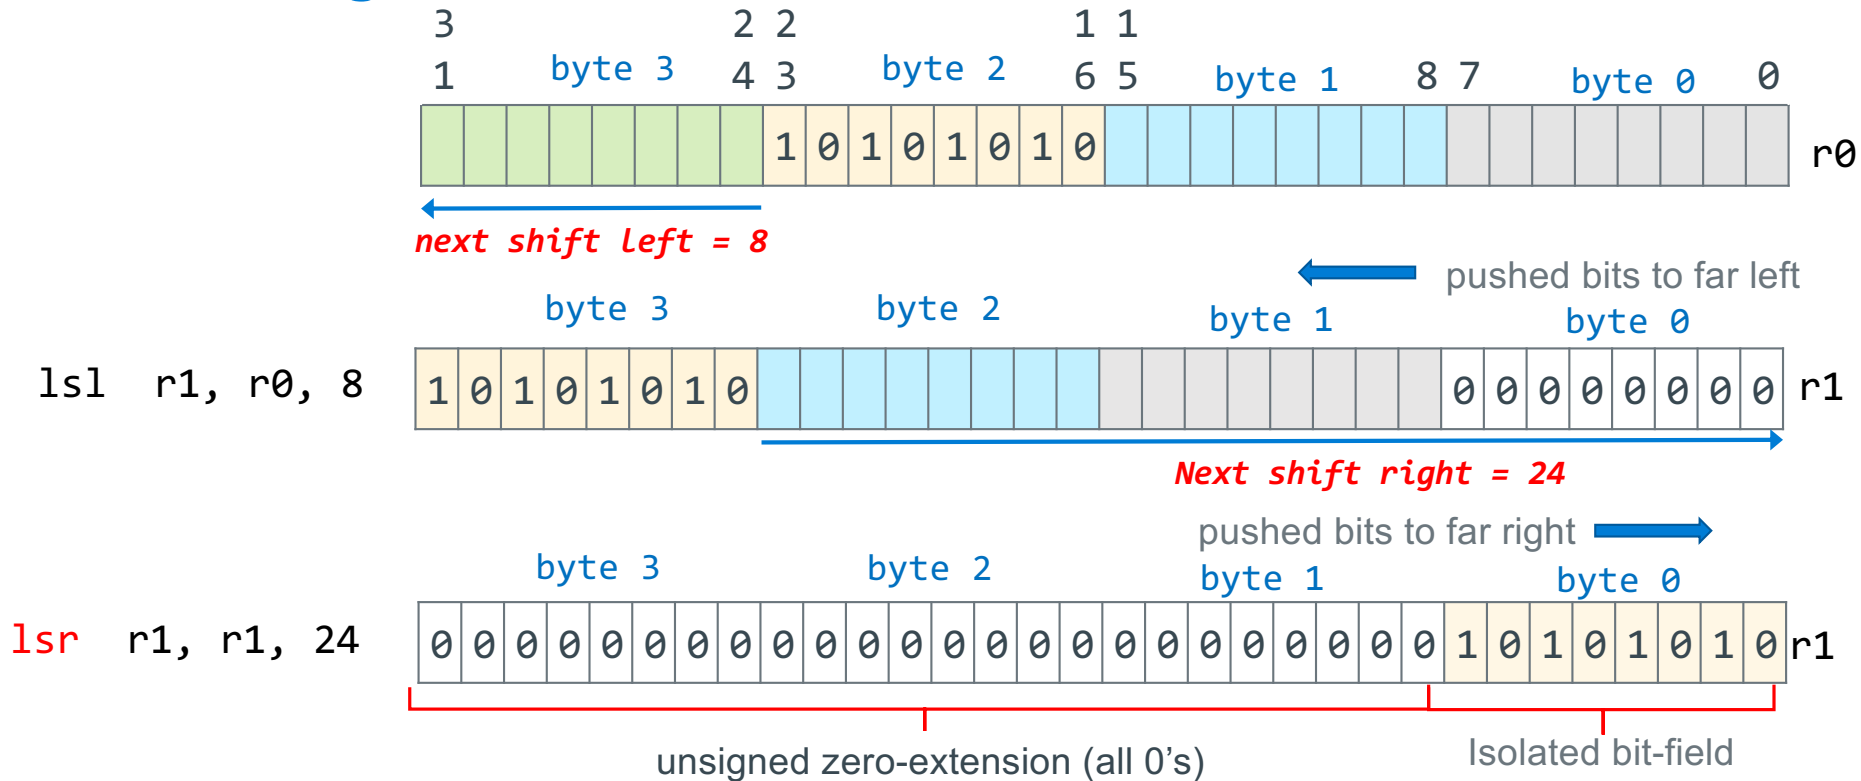 3 2 2 1 1
1 byte 3 4 3 byte 2 6 5 byte 1 8 7 byte 0 0
1 0 1 0 1 0 1 0 r0
next shift left = 8
pushed bits to far left
byte 3 byte 2 byte 1 byte 0
lsl r1, r0, 8 1 0 1 0 1 0 1 0 0 0 0 0 0 0 0 0 r1
Next shift right = 24
pushed bits to far right
byte 3 byte 2 byte 1 byte 0
lsr r1, r1, 24 0 0 0 0 0 0 0 0 0 0 0 0 0 0 0 0 0 0 0 0 0 0 0 0 1 0 1 0 1 0 1 0 r1
unsigned zero-extension (all 0’s) Isolated bit-field